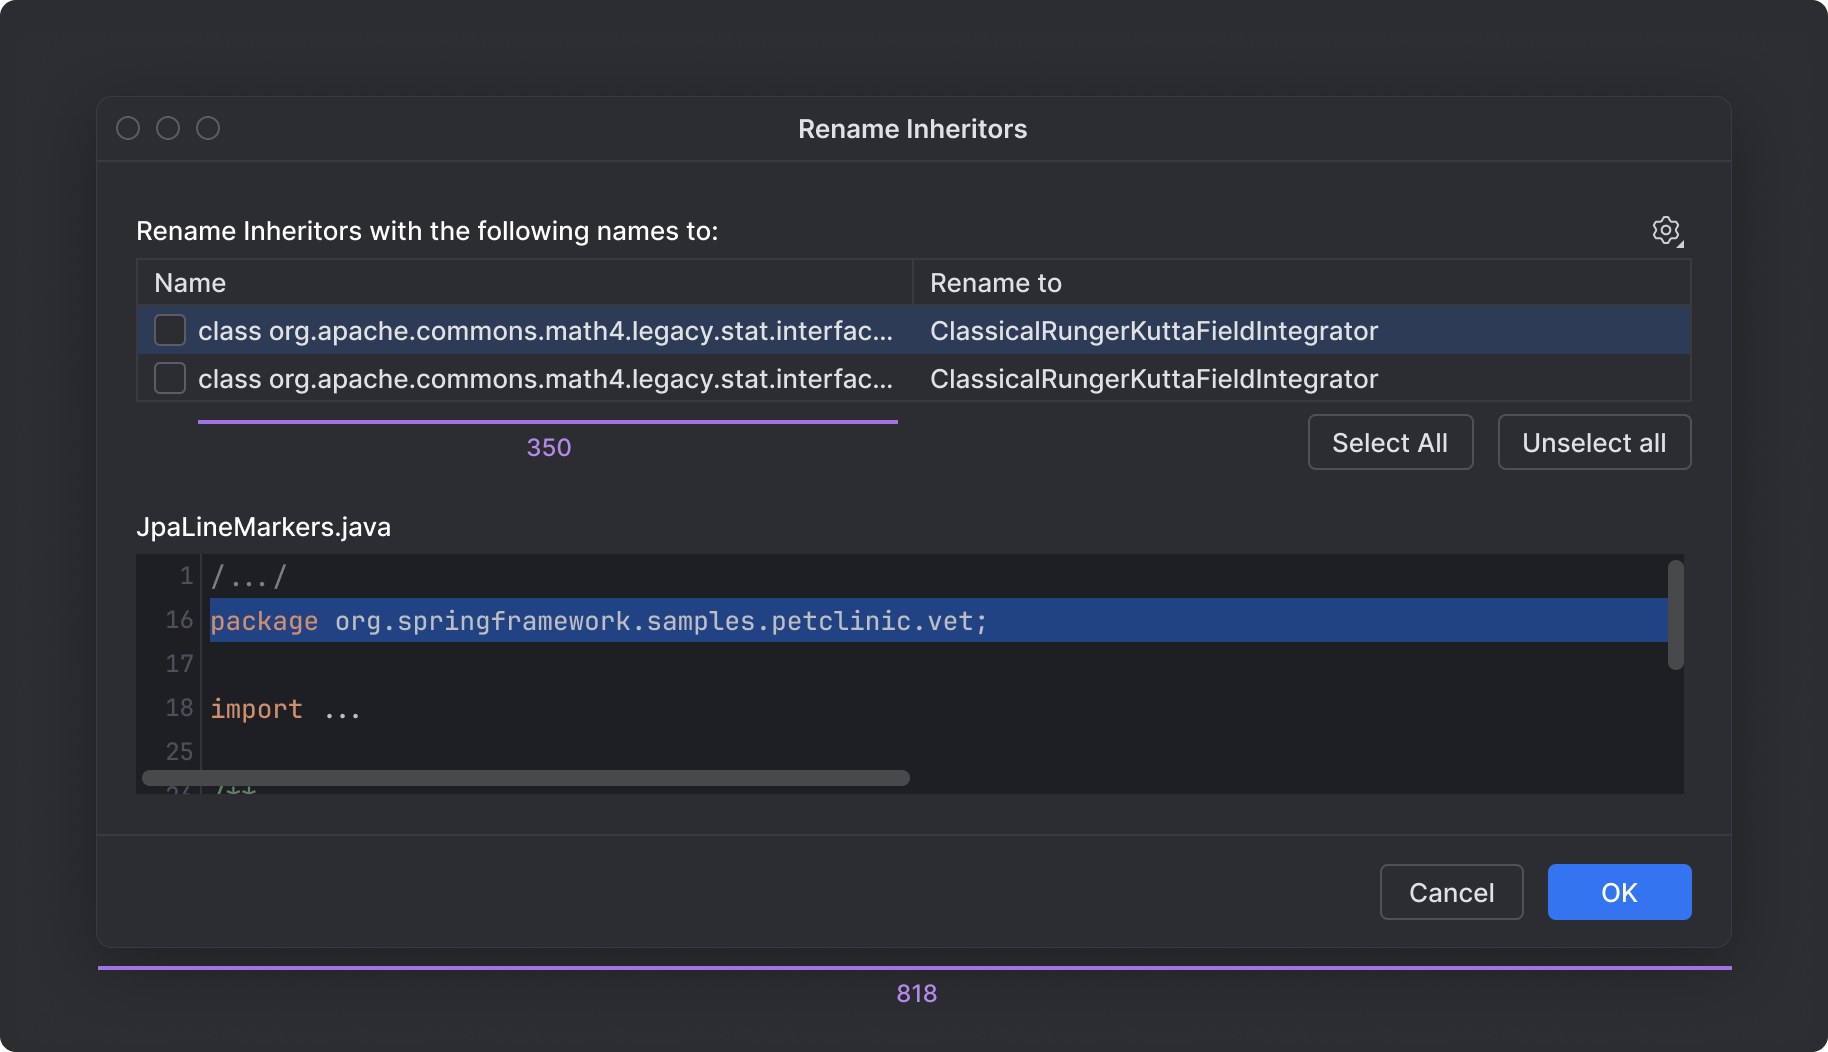 Rename Inheritors
Rename Inheritors with the following names to:
Name Rename to
class org.apache.commons.math4.legacy.stat.interfac... ClassicalRungerKuttaFieldIntegrator
class org.apache.commons.math4.legacy.stat.interfac... ClassicalRungerKuttaFieldIntegrator
350
Select All Unselect all
JpaLineMarkers.java
1 /.../
16 package org.springframework.samples.petclinic.vet;
17
18 import ...
25
26 /**
Cancel OK
818